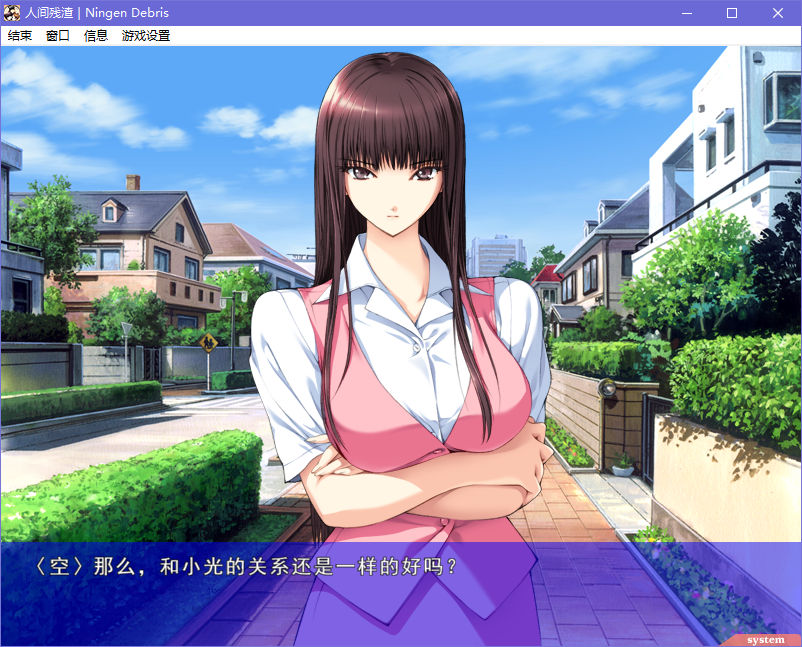 人间残渣 | Ningen Debris
结束 窗口 信息 游戏设置
〈空〉那么，和小光的关系还是一样的好吗？
system